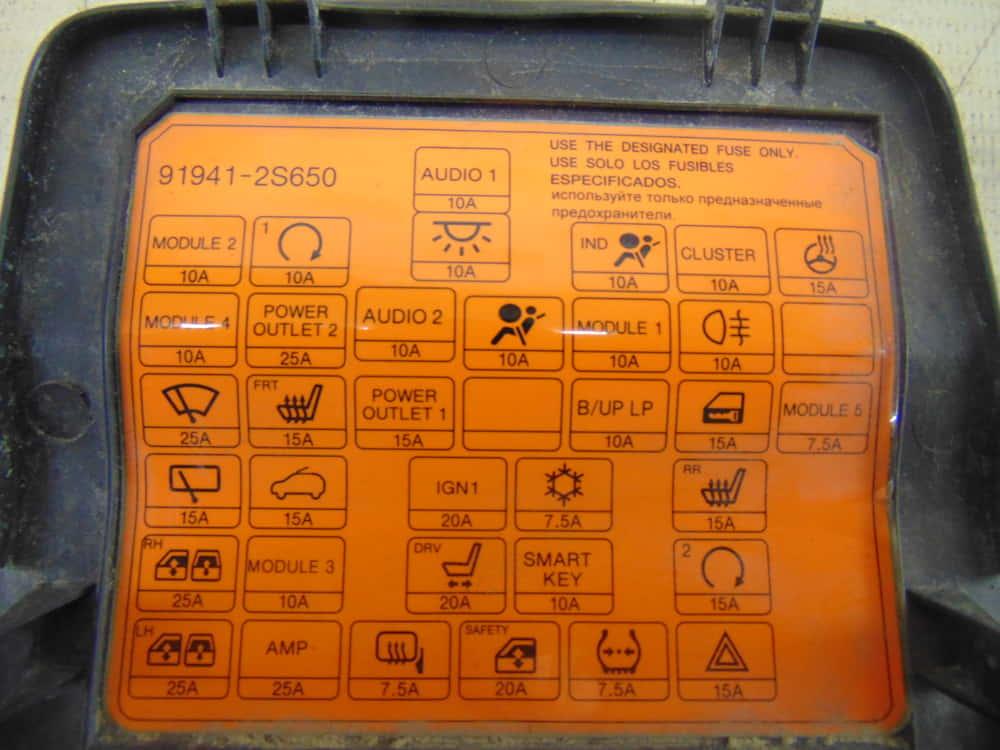 USE THE DESIGNATED FUSE ONLY.
USE SOLO LOS FUSIBLES
ESPECIFICADOS.
используйте только предназначенные
предохранители.
91941-2S650
AUDIO 1
10A
MODULE 2
10A
1
10A
10A
IND
10A
CLUSTER
10A
15A
MODULE 4
10A
POWER
OUTLET 2
25A
AUDIO 2
10A
10A
MODULE 1
10A
10A
25A
FRT
15A
POWER
OUTLET 1
15A
B/UP LP
10A
15A
MODULE 5
7.5A
15A
15A
IGN1
20A
7.5A
RR
15A
RH
25A
MODULE 3
10A
DRV
20A
SMART
KEY
10A
2
15A
LH
25A
AMP
25A
7.5A
SAFETY
20A
7.5A
15A